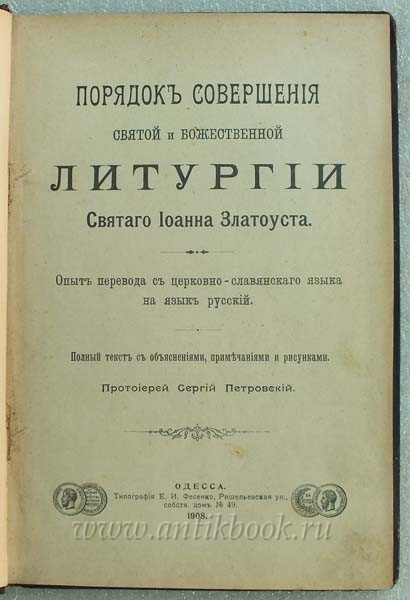 ПОРЯДОКЪ СОВЕРШЕНІЯ
СВЯТОЙ и БОЖЕСТВЕННОЙ
ЛИТУРГІИ
Святаго Іоанна Златоуста.
Опытъ перевода съ церковно-славянскаго языка
на языкъ русскій.
Полный текстъ съ объясненіями, примѣчаніями и рисунками.
Протоіерей Сергій Петровскій.
ОДЕССА.
Типографія Е. И. Фесенко, Ришельевская ул.,
собств. домъ № 49.
1908.
www.antikbook.ru